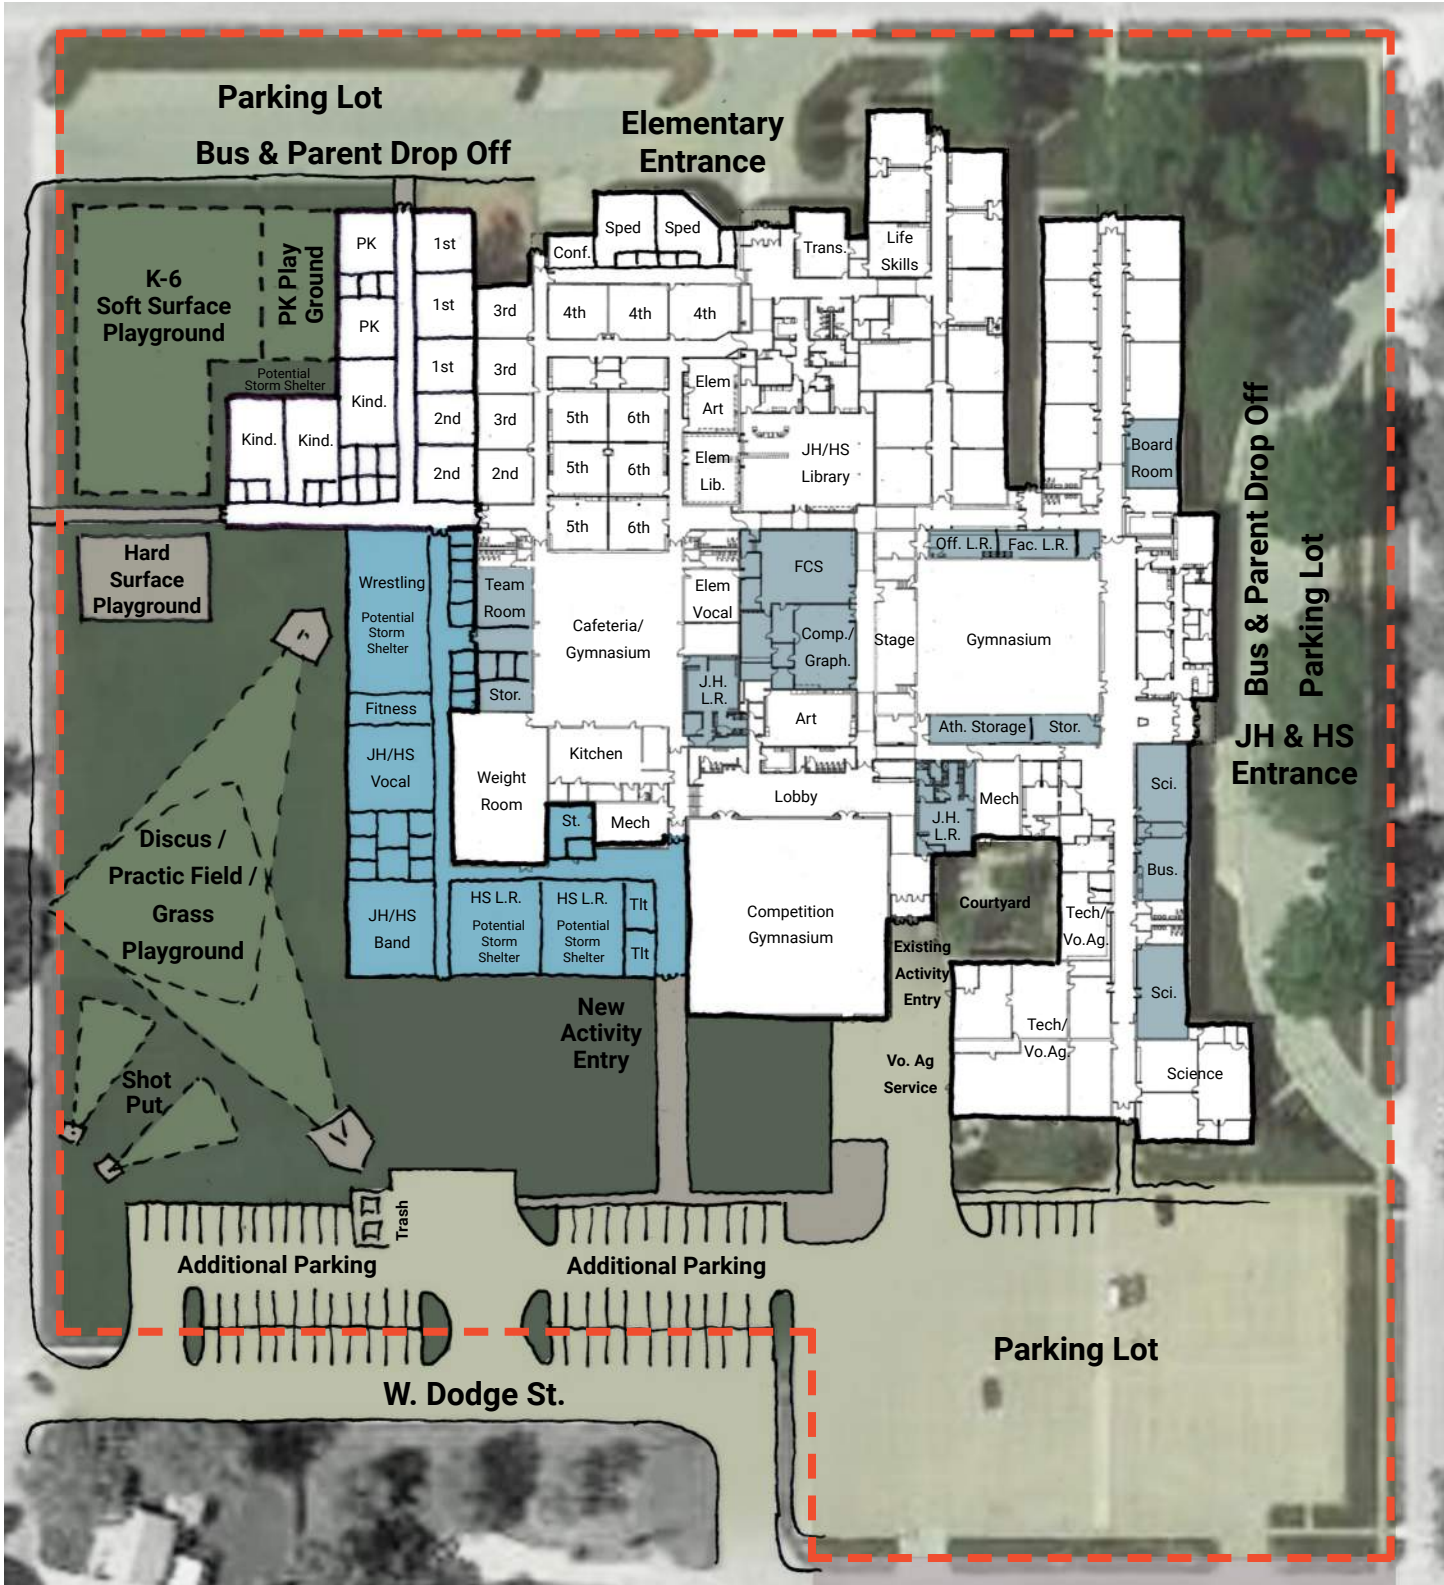 Parking Lot
Bus & Parent Drop Off
Elementary
Entrance
K-6
Soft Surface
Playground
PK Play
Ground
Potential
Storm Shelter
PK
PK
Kind.
Kind.
Kind.
1st
1st
1st
2nd
2nd
3rd
3rd
3rd
2nd
Conf.
Sped
Sped
4th
4th
4th
5th
6th
5th
6th
5th
6th
Elem
Art
Elem
Lib.
Trans.
Life
Skills
JH/HS
Library
Board
Room
Bus & Parent Drop Off
Parking Lot
JH & HS
Entrance
Hard
Surface
Playground
Wrestling
Potential
Storm
Shelter
Fitness
JH/HS
Vocal
JH/HS
Band
Team
Room
Stor.
Weight
Room
Cafeteria/
Gymnasium
Kitchen
St.
Mech
Elem
Vocal
J.H.
L.R.
FCS
Comp./
Graph.
Art
Stage
Off. L.R.
Fac. L.R.
Gymnasium
Ath. Storage
Stor.
Lobby
J.H.
L.R.
Mech
Sci.
Bus.
Sci.
Science
Courtyard
Tech/
Vo.Ag.
Tech/
Vo.Ag.
Competition
Gymnasium
Existing
Activity
Entry
Vo. Ag
Service
HS L.R.
Potential
Storm
Shelter
HS L.R.
Potential
Storm
Shelter
Tlt
Tlt
New
Activity
Entry
Discus /
Practic Field /
Grass
Playground
Shot
Put
Trash
Additional Parking
Additional Parking
W. Dodge St.
Parking Lot